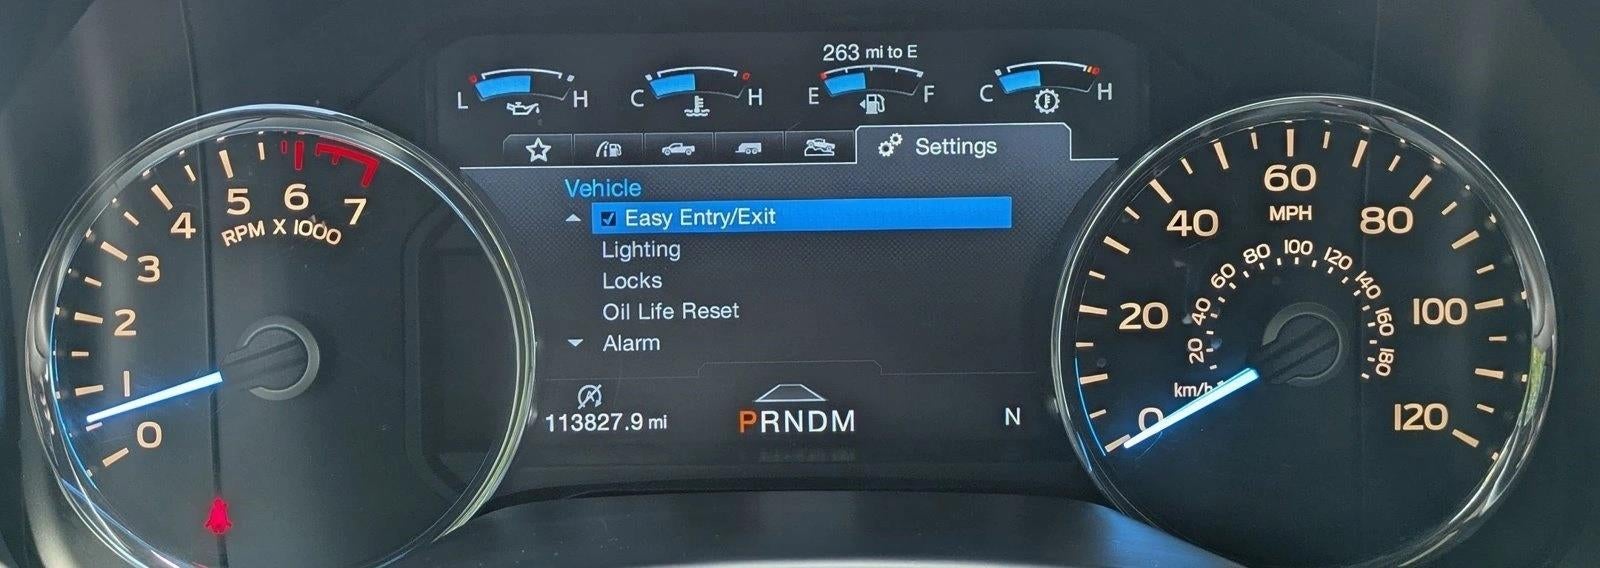 263 mi to E
L H
C H
E F
C H
Settings
Vehicle
Easy Entry/Exit
Lighting
Locks
Oil Life Reset
Alarm
113827.9 mi
PRNDM
N
0
1
2
3
4
5
6
7
RPM X 1000
0
20
40
60
80
100
120
MPH
20
40
60
80
100
120
140
160
180
km/h